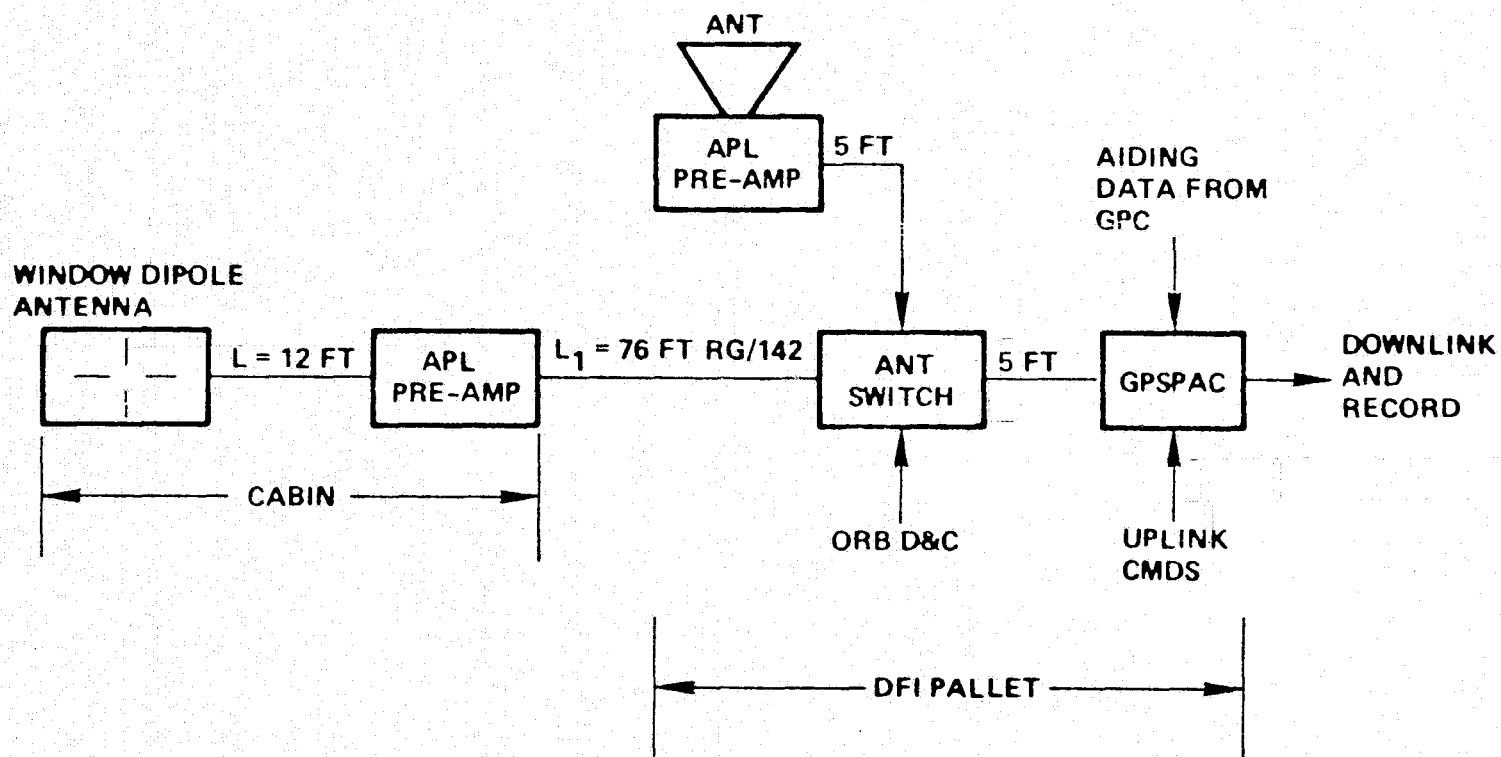 ANT
APL
PRE-AMP
5 FT
AIDING
DATA FROM
GPC
WINDOW DIPOLE
ANTENNA
L = 12 FT
APL
PRE-AMP
L1 = 76 FT RG/142
ANT
SWITCH
5 FT
GPSPAC
DOWNLINK
AND
RECORD
CABIN
ORB D&C
UPLINK
CMDS
DFI PALLET